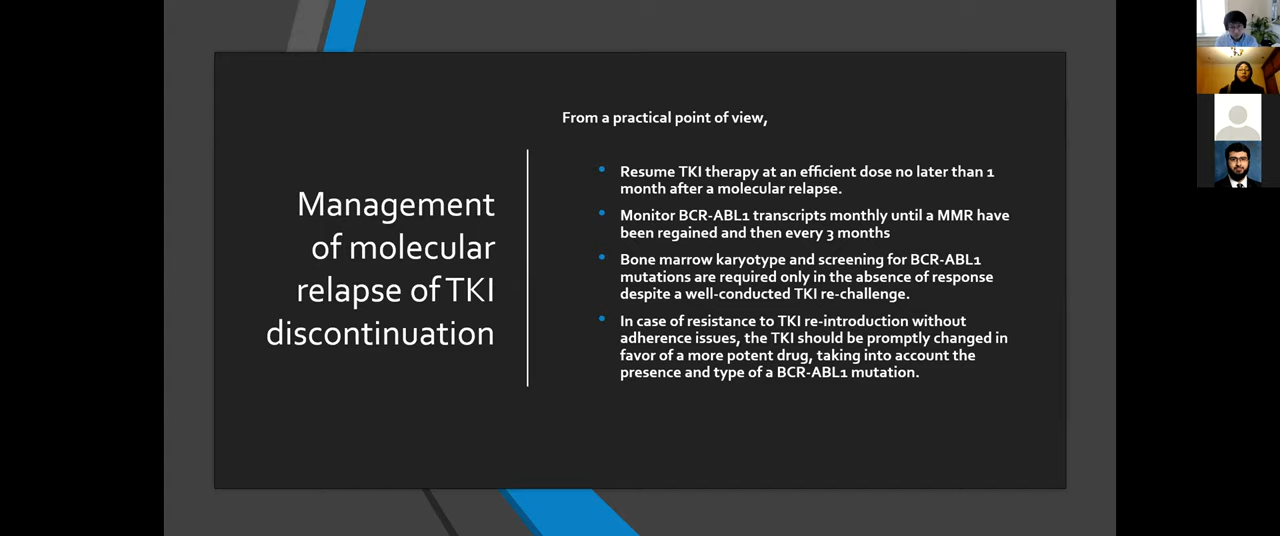 From a practical point of view,
Management
of molecular
relapse of TKI
discontinuation
Resume TKI therapy at an efficient dose no later than 1
month after a molecular relapse.
Monitor BCR-ABL1 transcripts monthly until a MMR have
been regained and then every 3 months
Bone marrow karyotype and screening for BCR-ABL1
mutations are required only in the absence of response
despite a well-conducted TKI re-challenge.
In case of resistance to TKI re-introduction without
adherence issues, the TKI should be promptly changed in
favor of a more potent drug, taking into account the
presence and type of a BCR-ABL1 mutation.